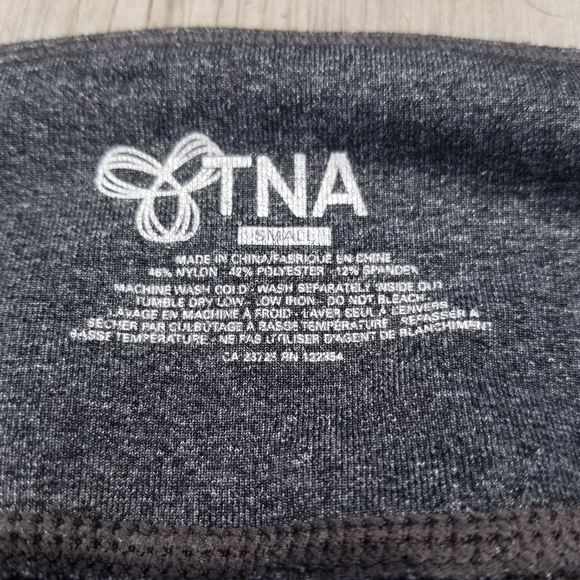 TNA
SMALL
MADE IN CHINA/FABRIQUE EN CHINE
46% NYLON - 42% POLYESTER - 12% SPANDEX
MACHINE WASH COLD - WASH SEPARATELY INSIDE OUT
TUMBLE DRY LOW - LOW IRON - DO NOT BLEACH
LAVAGE EN MACHINE À FROID - LAVER SEUL À L'ENVERS
SÉCHER PAR CULBUTAGE À BASSE TEMPÉRATURE - REPASSER À
BASSE TEMPÉRATURE - NE PAS UTILISER D'AGENT DE BLANCHIMENT
CA 23725 RN 122354